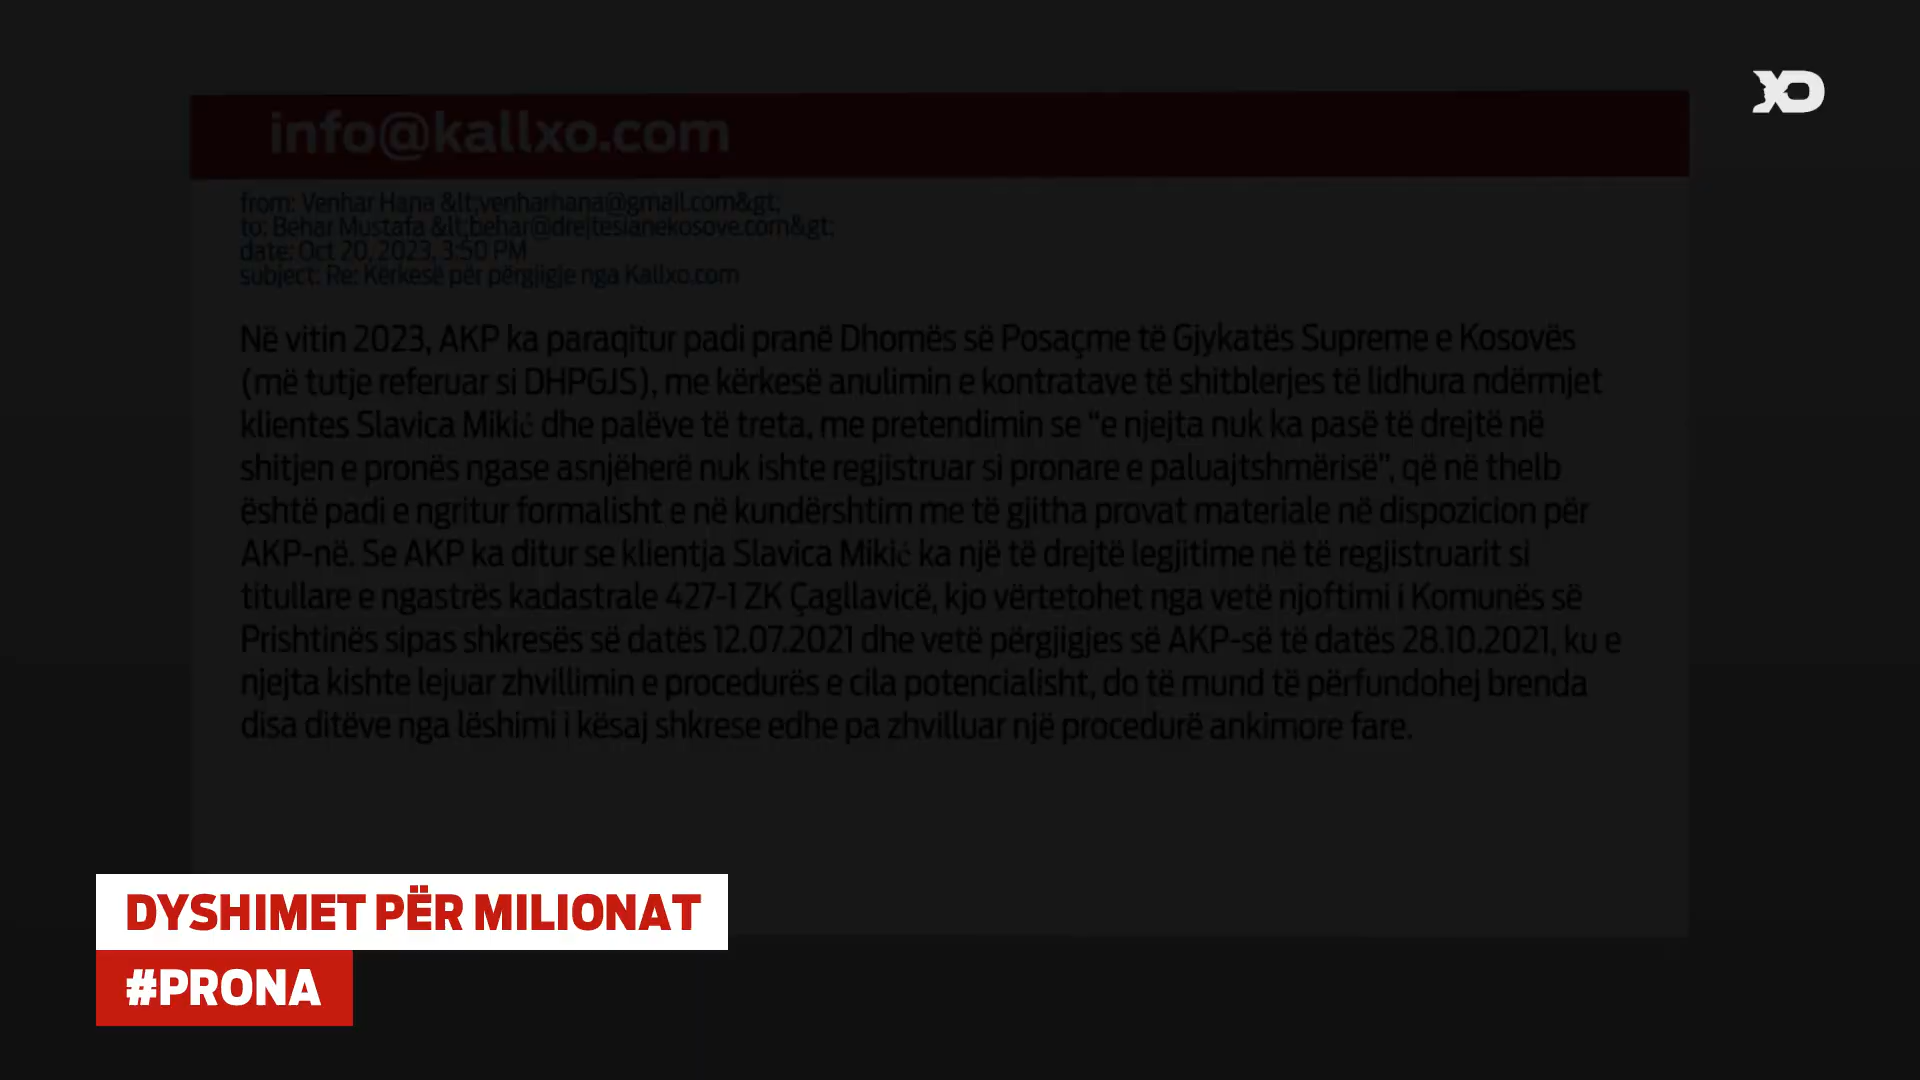 XO
info@kallxo.com
from: Venhar Hana &lt;venharhana@gmail.com&gt;
to: Behar Mustafa &lt;behar@drejtesianekosove.com&gt;
date: Oct 20, 2023, 3:50 PM
subject: Re: Kërkesë për përgjigje nga Kallxo.com
Në vitin 2023, AKP ka paraqitur padi pranë Dhomës së Posaçme të Gjykatës Supreme e Kosovës
(më tutje referuar si DHPGJS), me kërkesë anulimin e kontratave të shitblerjes të lidhura ndërmjet
klientes Slavica Mikić dhe palëve të treta, me pretendimin se “e njejta nuk ka pasë të drejtë në
shitjen e pronës ngase asnjëherë nuk ishte regjistruar si pronare e paluajtshmërisë”, që në thelb
është padi e ngritur formalisht e në kundërshtim me të gjitha provat materiale në dispozicion për
AKP-në. Se AKP ka ditur se klientja Slavica Mikić ka një të drejtë legjitime në të regjistruarit si
titullare e ngastrës kadastrale 427-1 ZK Çagllavicë, kjo vërtetohet nga vetë njoftimi i Komunës së
Prishtinës sipas shkresës së datës 12.07.2021 dhe vetë përgjigjes së AKP-së të datës 28.10.2021, ku e
njejta kishte lejuar zhvillimin e procedurës e cila potencialisht, do të mund të përfundohej brenda
disa ditëve nga lëshimi i kësaj shkrese edhe pa zhvilluar një procedurë ankimore fare.
DYSHIMET PËR MILIONAT
#PRONA